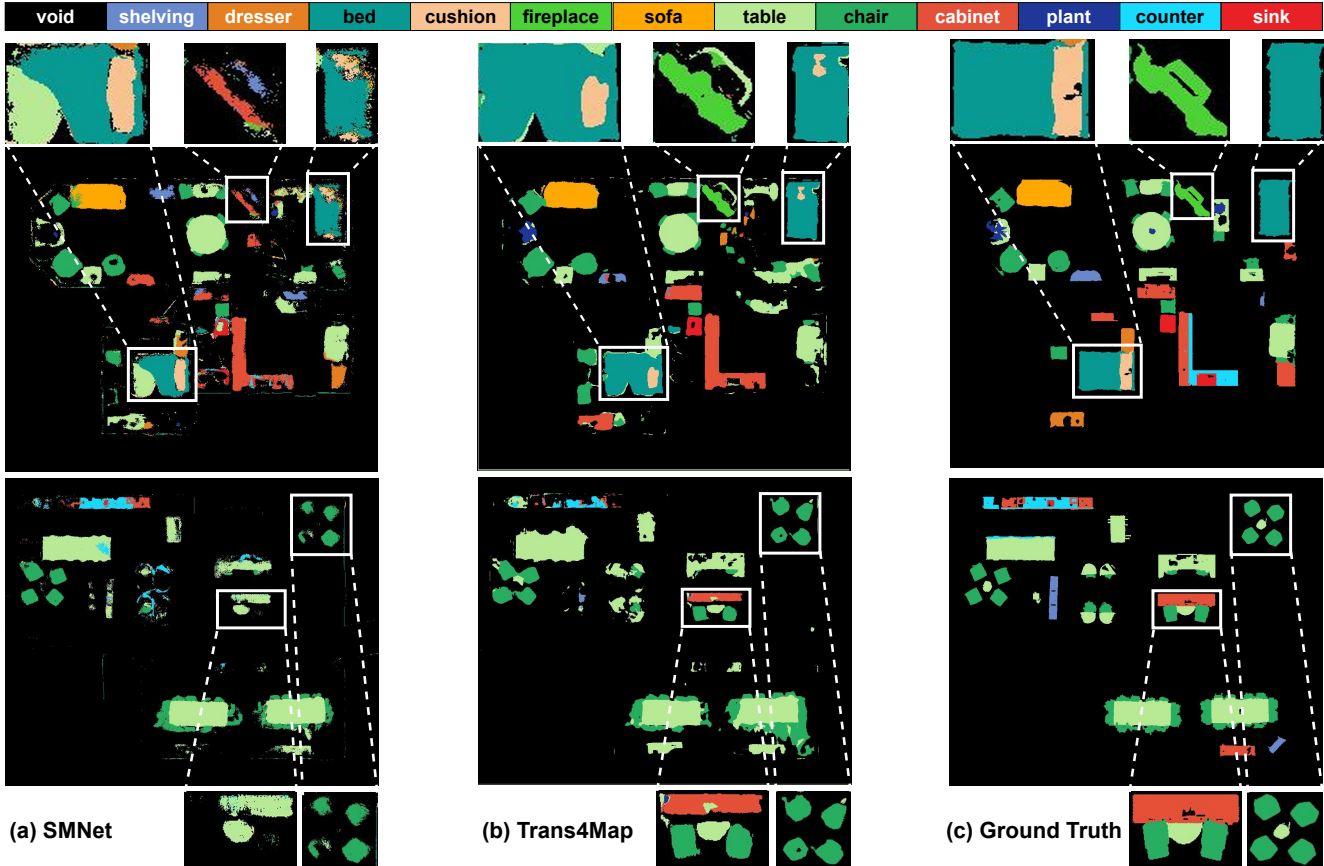 void shelving dresser bed cushion fireplace sofa table chair cabinet plant counter sink
(a) SMNet (b) Trans4Map (c) Ground Truth